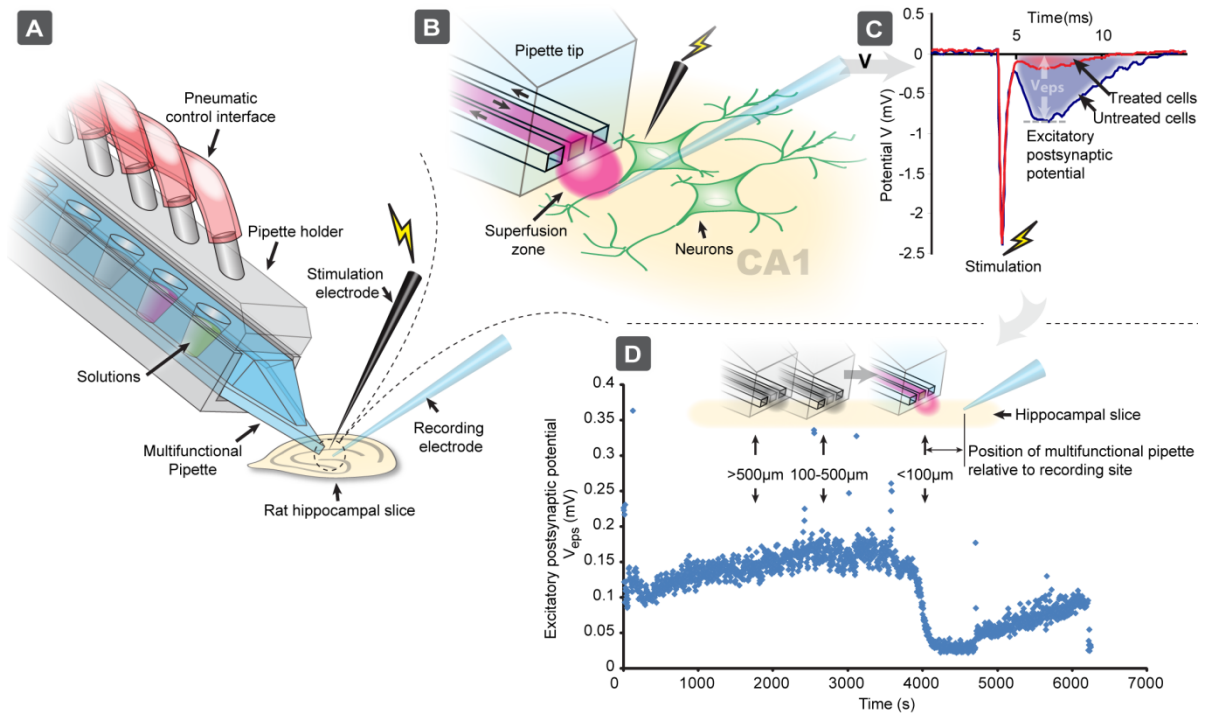 A
Pneumatic
control interface
Pipette holder
Stimulation
electrode
Solutions
Multifunctional
Pipette
Recording
electrode
Rat hippocampal slice
B
Pipette tip
V
Superfusion
zone
Neurons
CA1
C
Time(ms)
5 10
0.5
0
-0.5
-1
-1.5
-2
-2.5
Potential V (mV)
Veps
Treated cells
Untreated cells
Excitatory
postsynaptic
potential
Stimulation
D
Hippocampal slice
Position of multifunctional pipette
relative to recording site
>500µm 100-500µm <100µm
0.4
0.35
0.3
0.25
0.2
0.15
0.1
0.05
0
Excitatory postsynaptic potential
Veps (mV)
0 1000 2000 3000 4000 5000 6000 7000
Time (s)